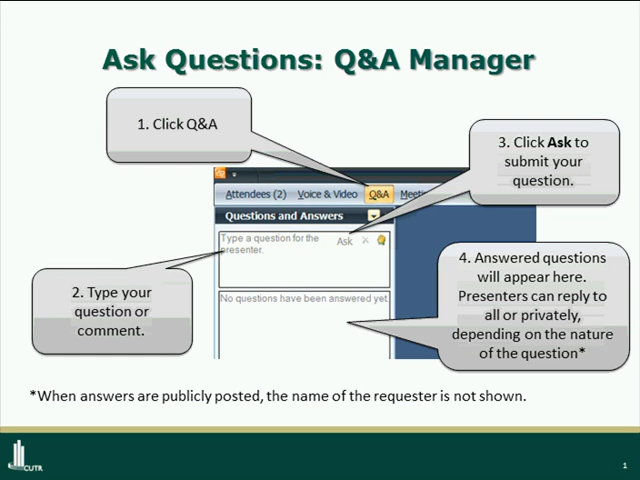 Ask Questions: Q&A Manager
1. Click Q&A
3. Click Ask to
submit your
question.
Attendees (2) Voice & Video Q&A
Questions and Answers
Type a question for the
presenter.
Ask
No questions have been answered yet
2. Type your
question or
comment.
4. Answered questions
will appear here.
Presenters can reply to
all or privately,
depending on the nature
of the question*
*When answers are publicly posted, the name of the requester is not shown.
CUTR
1